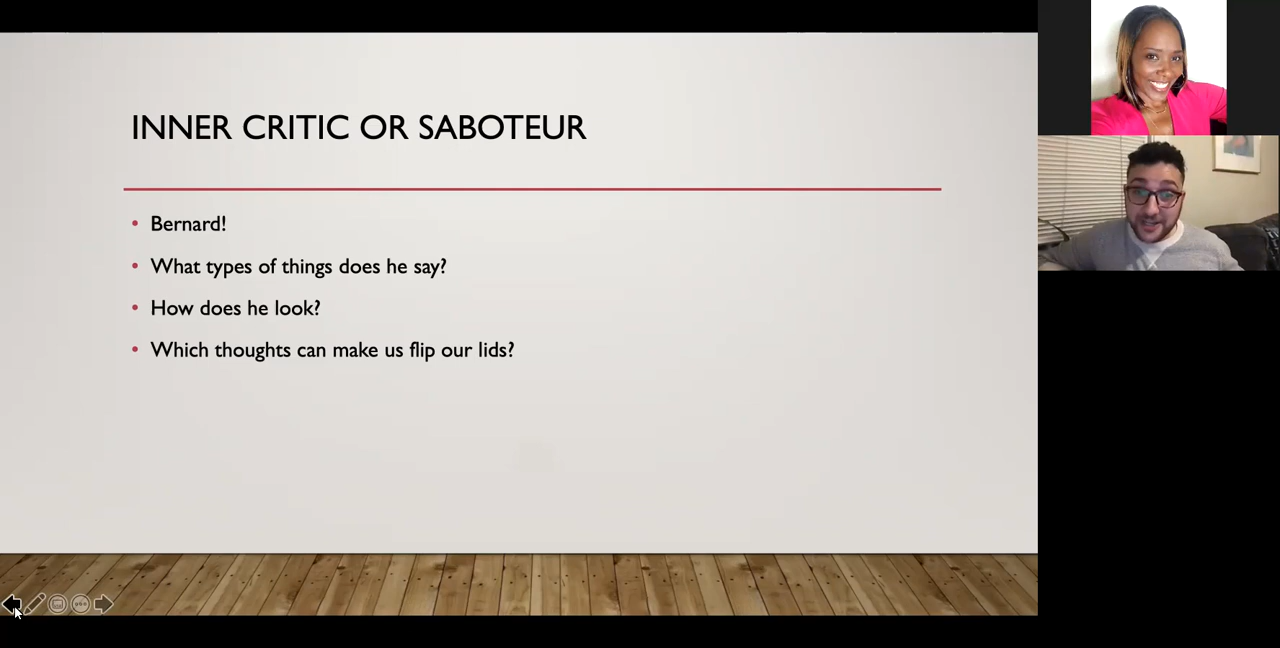 INNER CRITIC OR SABOTEUR
Bernard!
What types of things does he say?
How does he look?
Which thoughts can make us flip our lids?